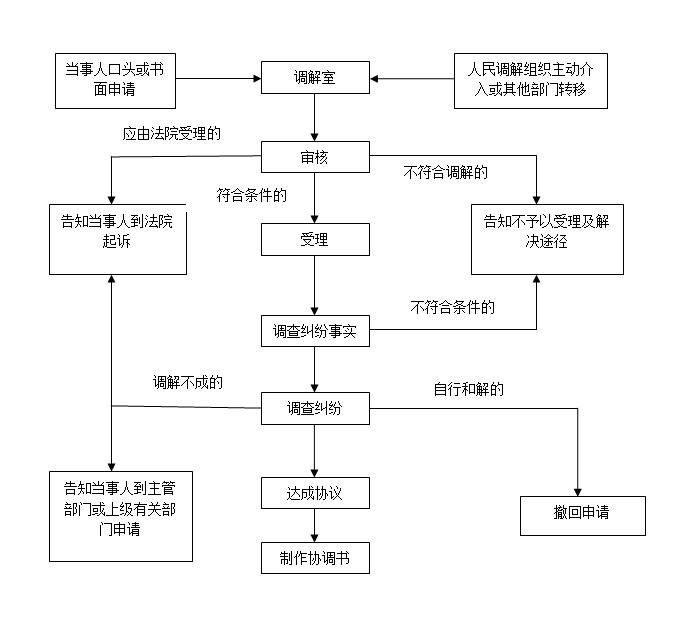 当事人口头或书
面申请
调解室
人民调解组织主动介
入或其他部门转移
应由法院受理的
审核
不符合调解的
符合条件的
告知当事人到法院
起诉
受理
告知不予以受理及解
决途径
不符合条件的
调查纠纷事实
调解不成的
自行和解的
调查纠纷
告知当事人到主管
部门或上级有关部
门申请
达成协议
撤回申请
制作协调书